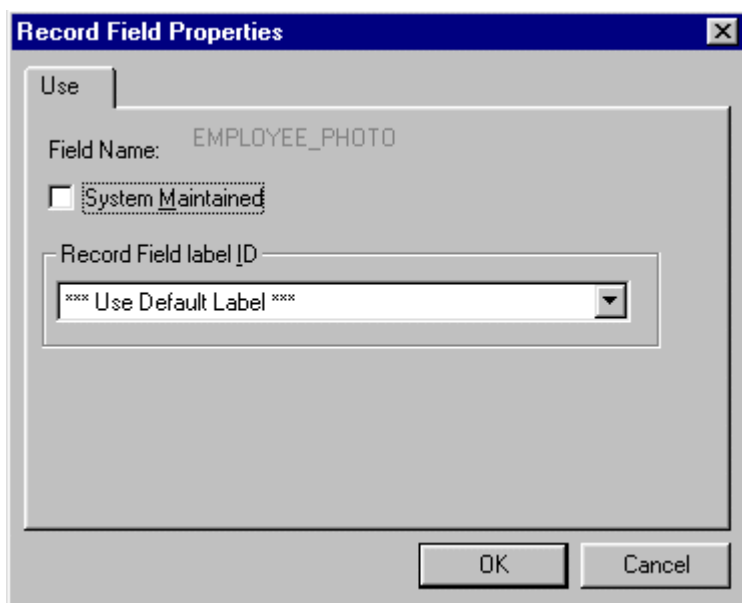 Record Field Properties
Use
Field Name: EMPLOYEE_PHOTO
System Maintained
Record Field label ID
*** Use Default Label ***
OK Cancel